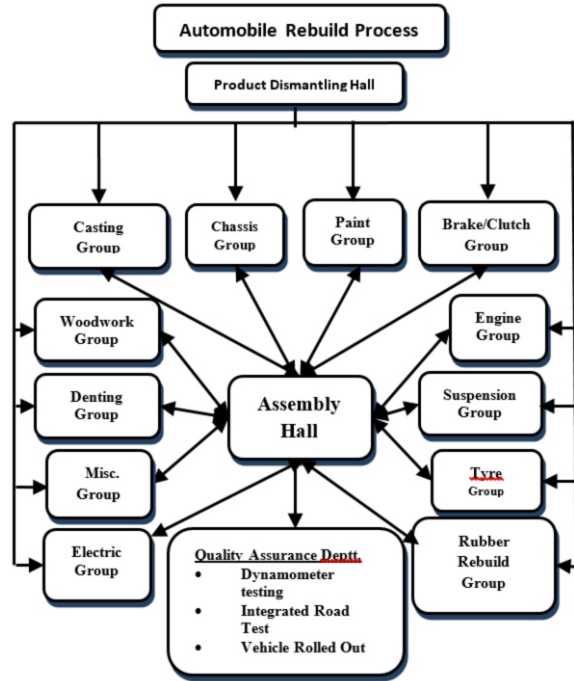 Automobile Rebuild Process
Product Dismantling Hall
Casting
Group
Chassis
Group
Paint
Group
Brake/Clutch
Group
Woodwork
Group
Engine
Group
Denting
Group
Assembly
Hall
Suspension
Group
Misc.
Group
Tyre
Group
Electric
Group
Quality Assurance Deptt.
• Dynamometer
testing
• Integrated Road
Test
• Vehicle Rolled Out
Rubber
Rebuild
Group